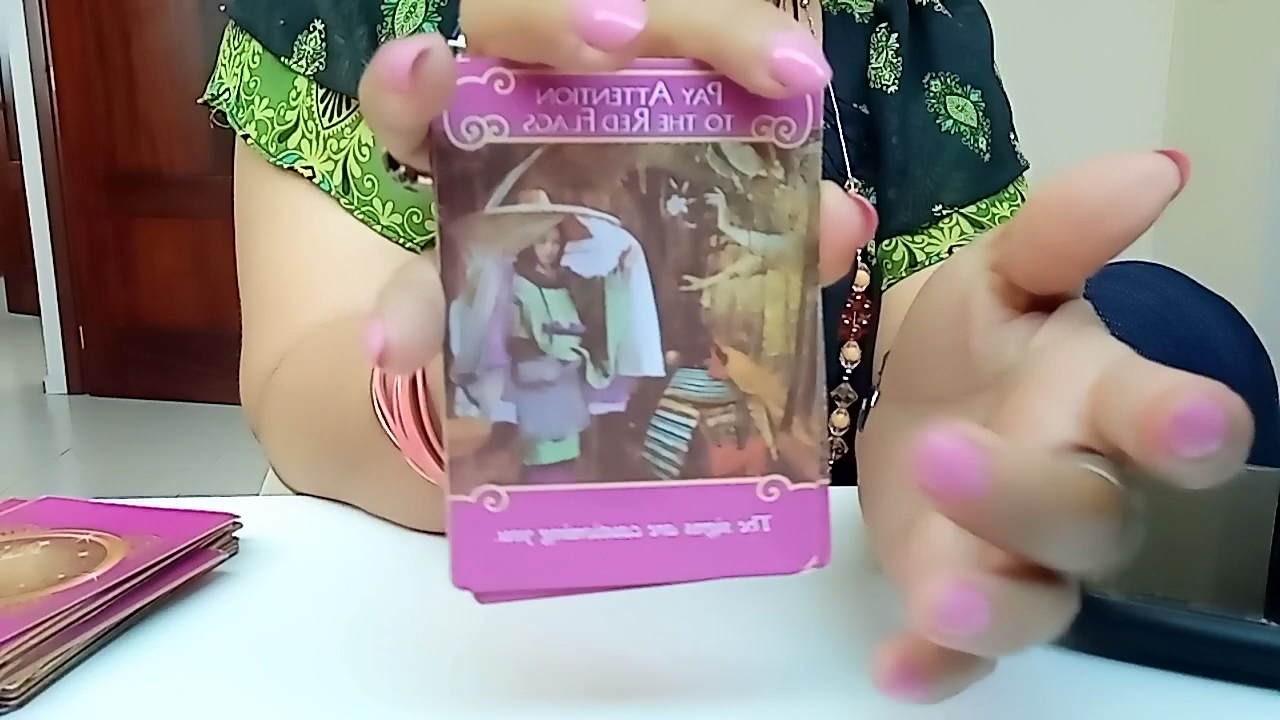 PAY ATTENTION
TO THE RED FLAGS
The signs are cautioning you.